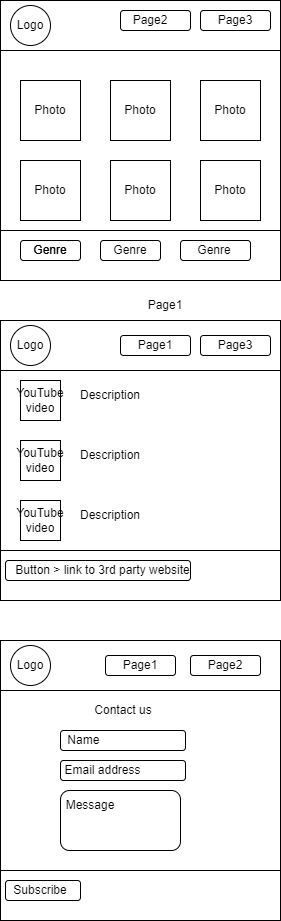 Logo
Page2
Page3
Photo
Photo
Photo
Photo
Photo
Photo
Genre
Genre
Genre
Page1
Logo
Page1
Page3
YouTube
video
Description
YouTube
video
Description
YouTube
video
Description
Button > link to 3rd party website
Logo
Page1
Page2
Contact us
Name
Email address
Message
Subscribe